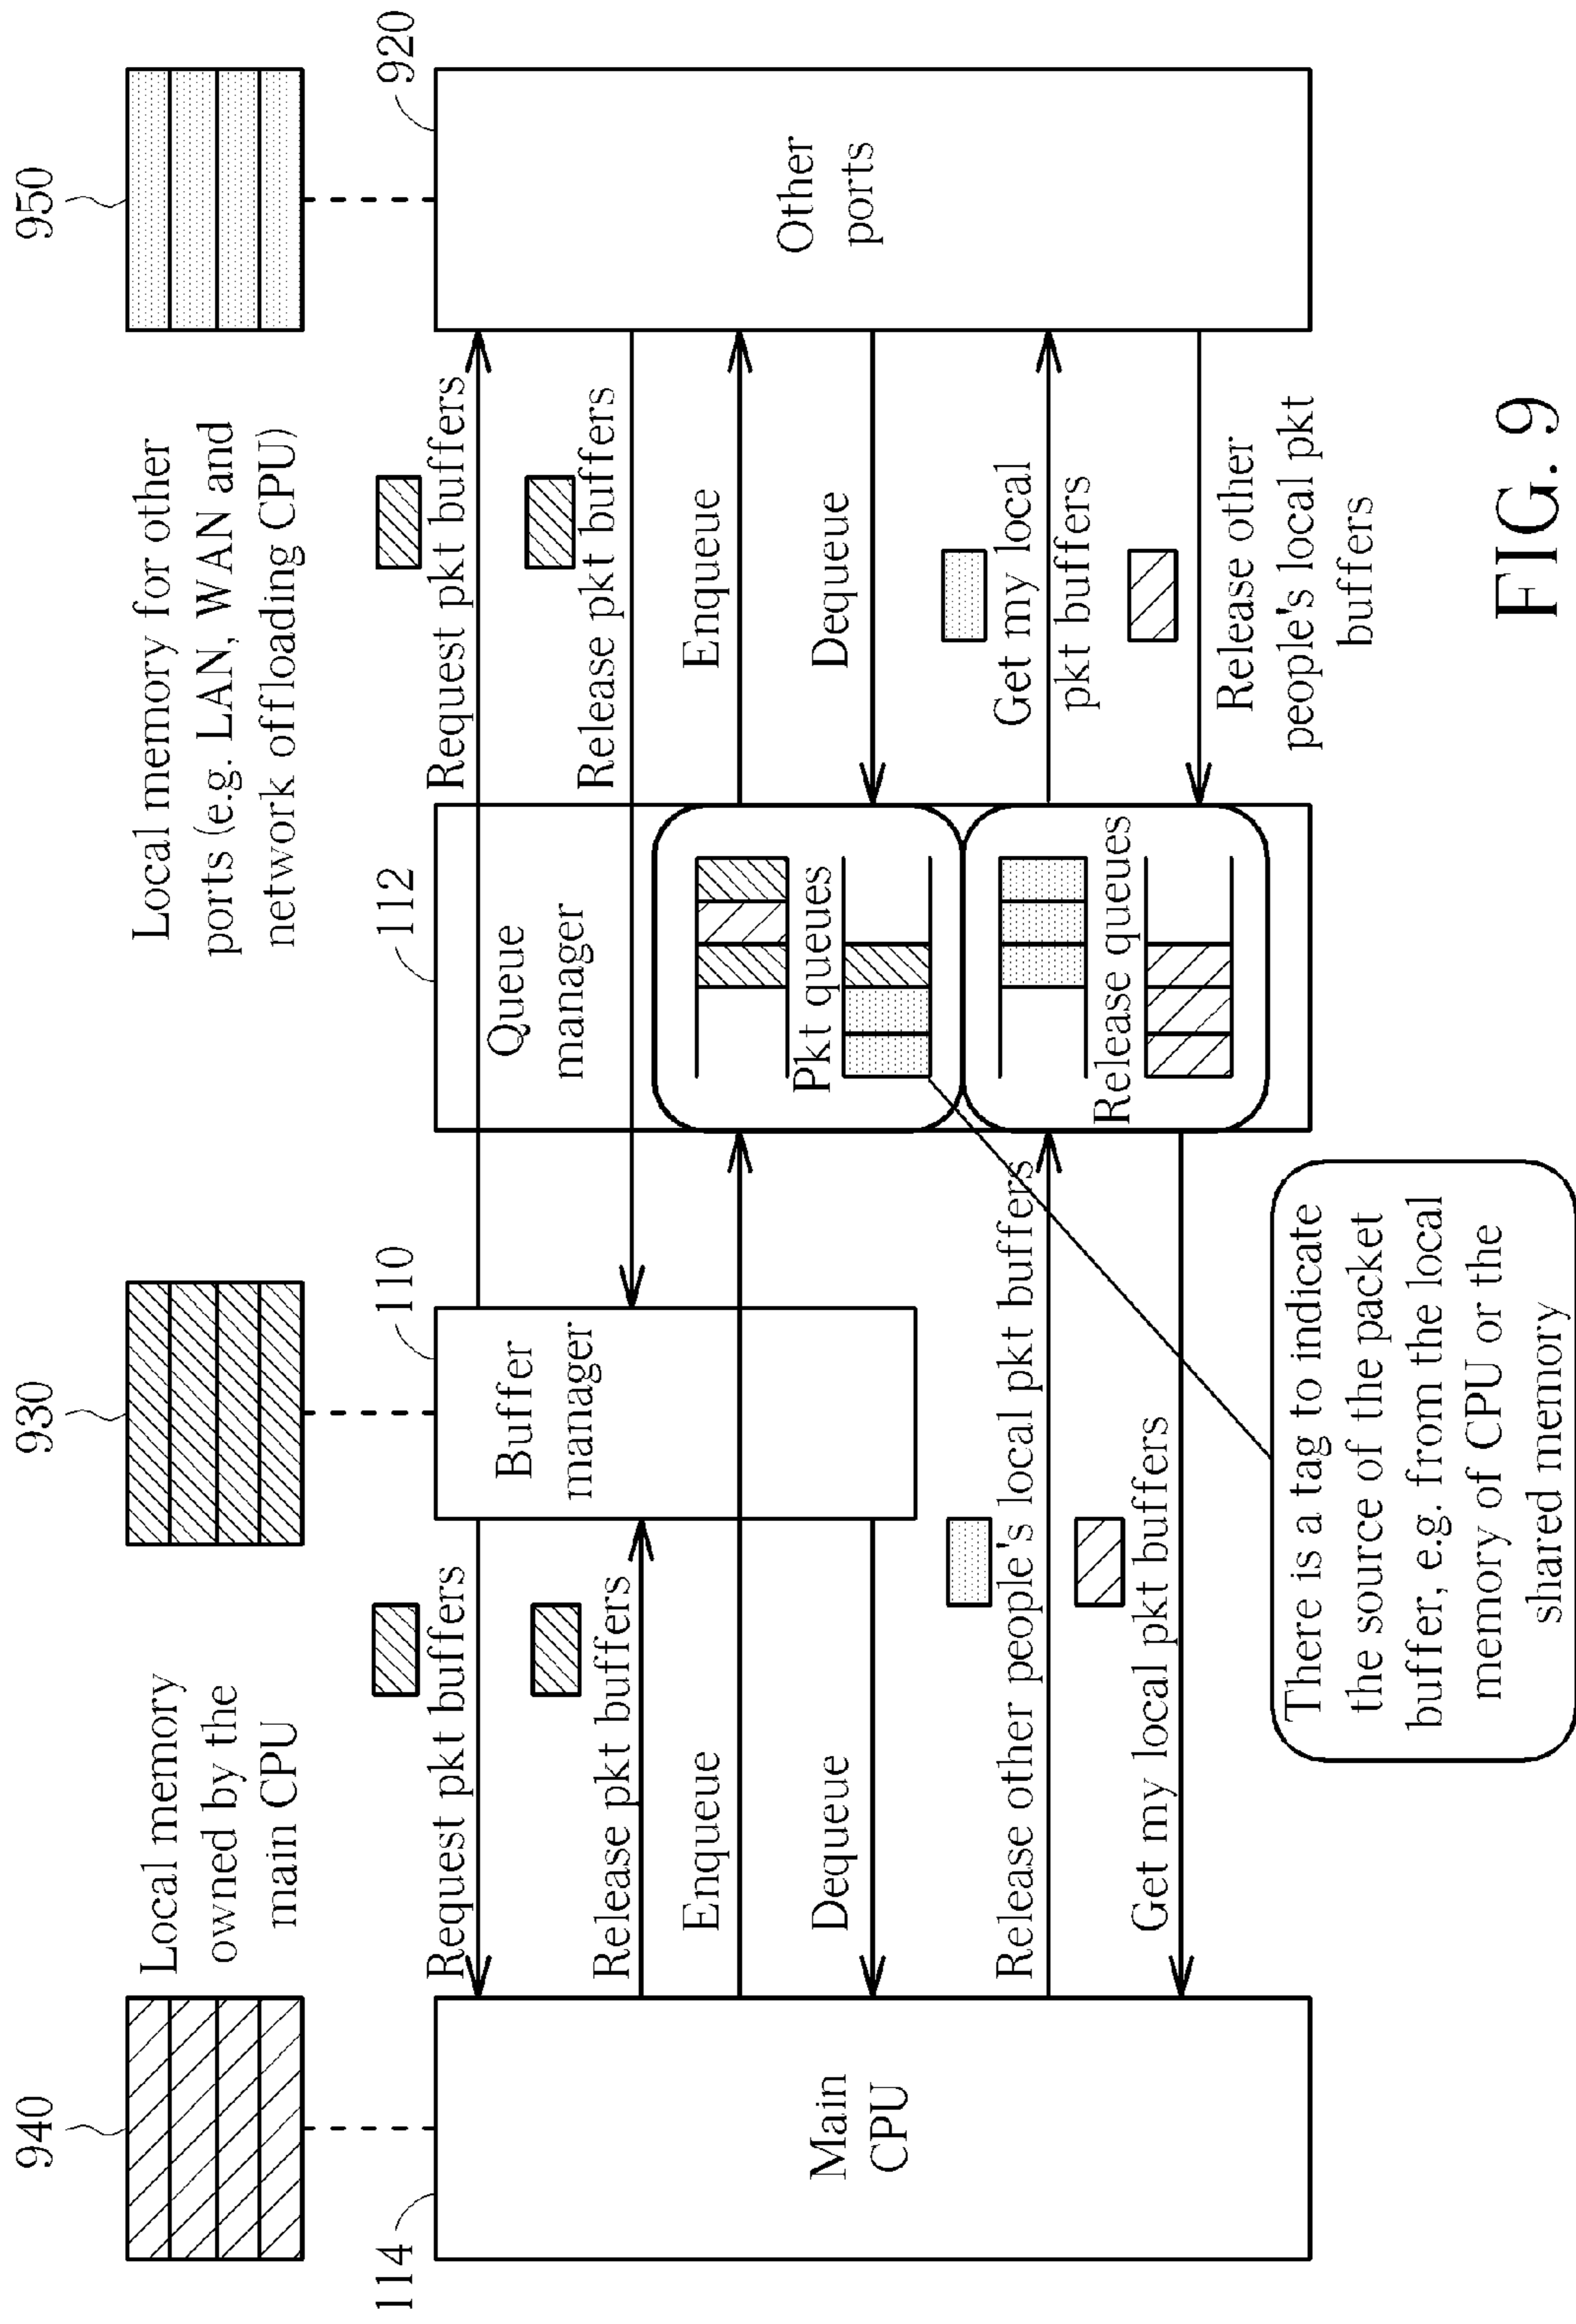 940
Local memory
owned by the
main CPU
930
Local memory for other
ports (e.g. LAN, WAN and
network offloading CPU)
950
114
Main
CPU
110
Buffer
manager
112
Queue
manager
920
Other
ports
Request pkt buffers
Release pkt buffers
Enqueue
Dequeue
Release other people's local pkt buffers
Get my local pkt buffers
Pkt queues
Release queues
Request pkt buffers
Release pkt buffers
Enqueue
Dequeue
Get my local
pkt buffers
Release other
people's local pkt
buffers
There is a tag to indicate
the source of the packet
buffer, e.g. from the local
memory of CPU or the
shared memory
FIG. 9